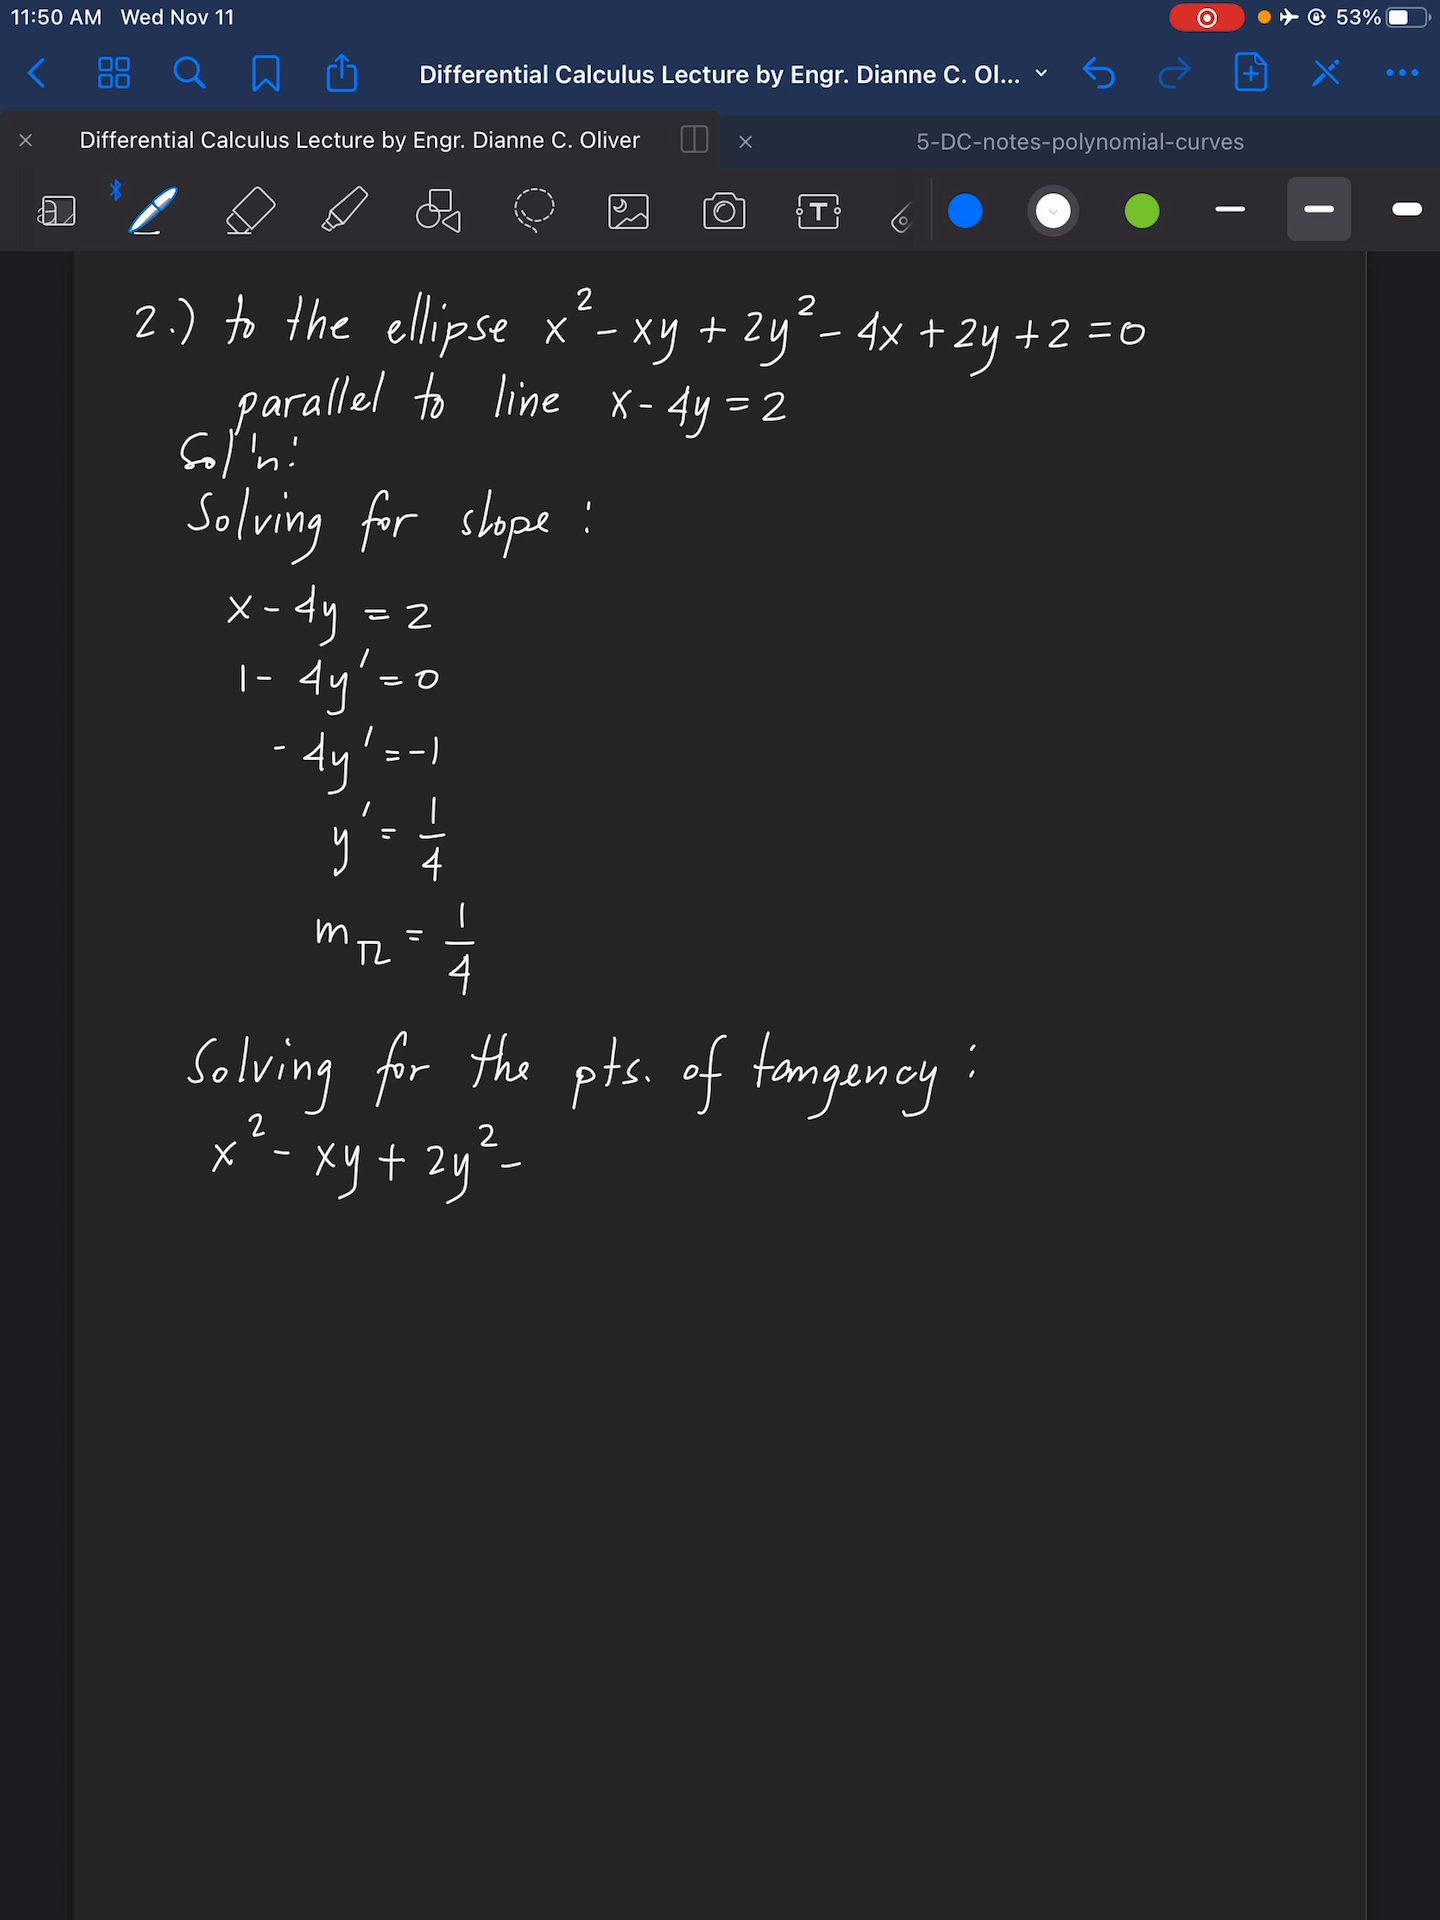 11:50 AM Wed Nov 11 53%
Differential Calculus Lecture by Engr. Dianne C. Ol...
Differential Calculus Lecture by Engr. Dianne C. Oliver
5-DC-notes-polynomial-curves
2.) to the ellipse x² - xy + 2y² - 4x + 2y + 2 = 0
parallel to line x - 4y = 2
Sol'n:
Solving for slope :
x - 4y = 2
1 - 4y' = 0
- 4y' = -1
y' = 1/4
m_TL = 1/4
Solving for the pts. of tangency :
x² - xy + 2y² -